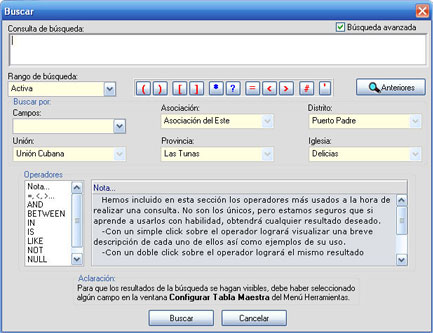 Buscar
Consulta de búsqueda:
Búsqueda avanzada
Rango de búsqueda:
Activa
( ) [ ] * ? = < > # '
Anteriores
Buscar por:
Campos:
Asociación:
Asociación del Este
Distrito:
Puerto Padre
Unión:
Unión Cubana
Provincia:
Las Tunas
Iglesia:
Delicias
Operadores
Nota...
=, <, >...
AND
BETWEEN
IN
IS
LIKE
NOT
NULL
Nota...
Hemos incluido en esta sección los operadores más usados a la hora de
realizar una consulta. No son los únicos, pero estamos seguros que si
aprende a usarlos con habilidad, obtendrá cualquier resultado deseado.
-Con un simple click sobre el operador logrará visualizar una breve
descripción de cada uno de ellos así como ejemplos de su uso.
-Con un doble click sobre el operador logrará el mismo resultado
Aclaración:
Para que los resultados de la búsqueda se hagan visibles, debe haber seleccionado
algún campo en la ventana Configurar Tabla Maestra del Menú Herramientas.
Buscar
Cancelar